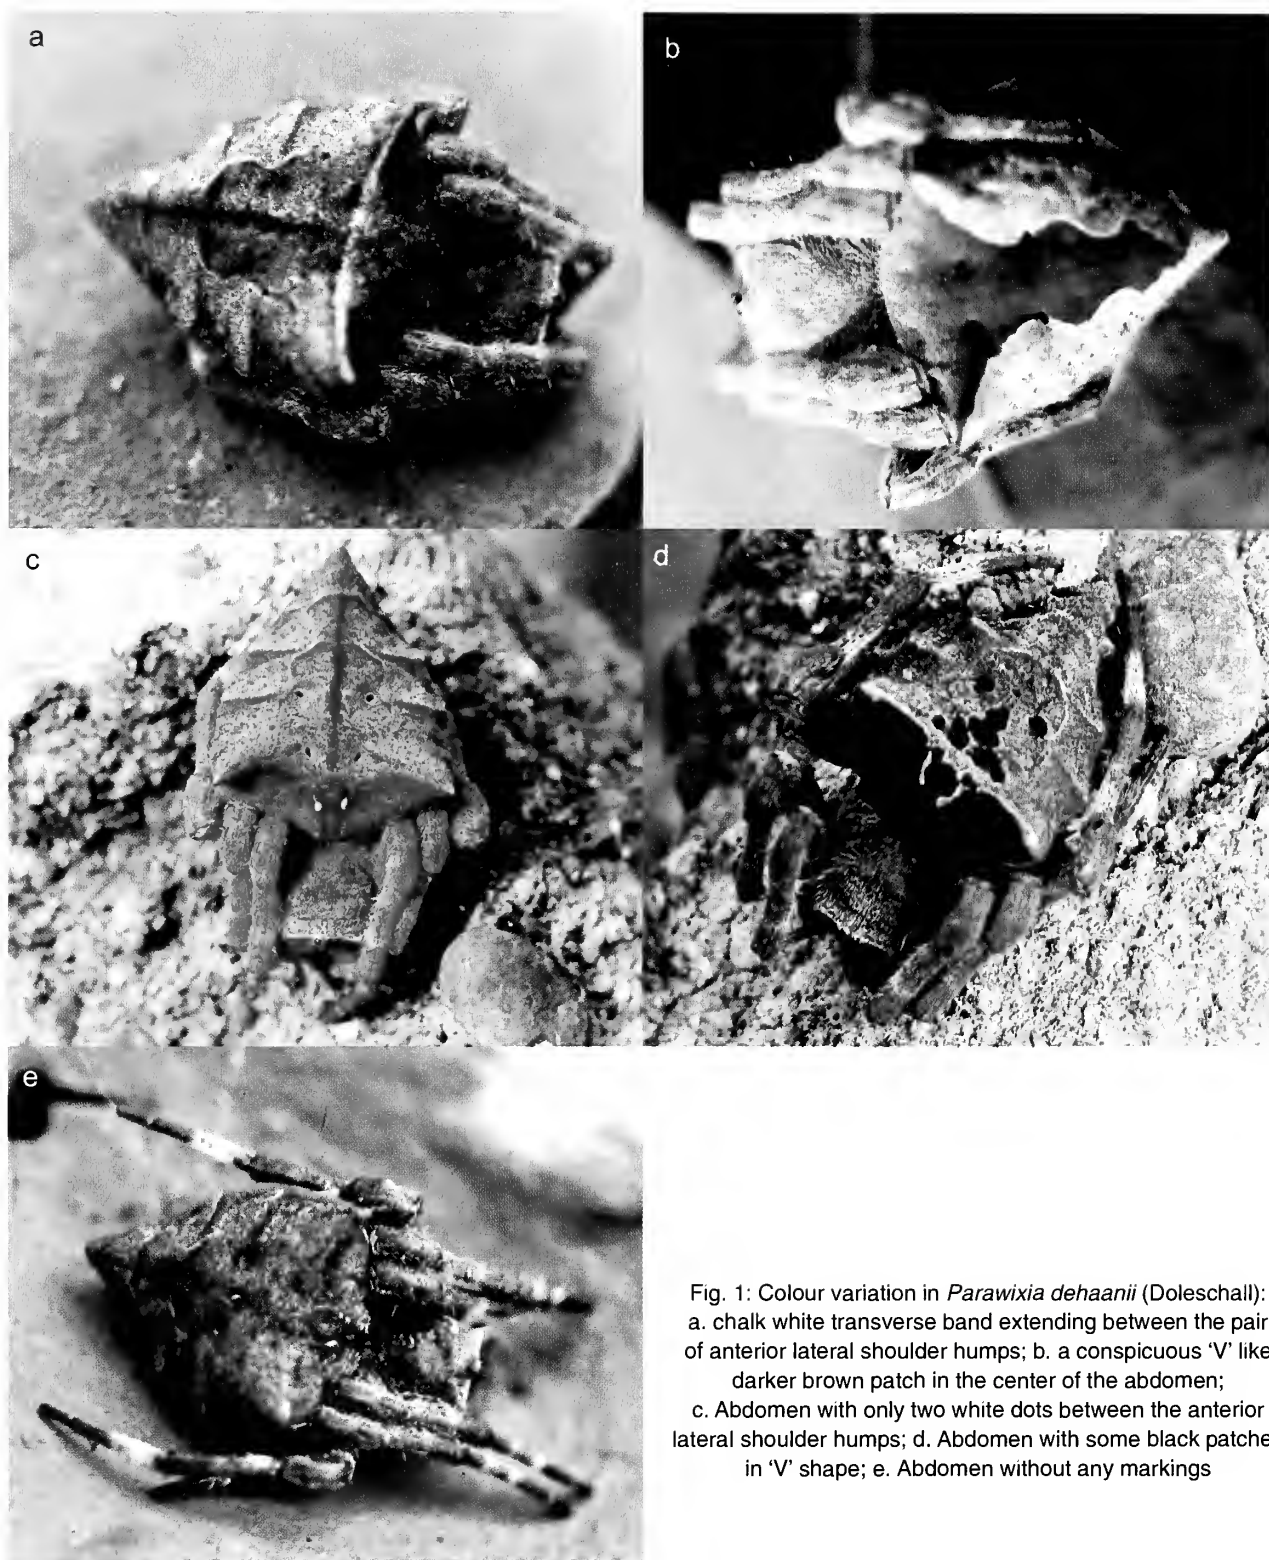 a
b
c
d
e
Fig. 1: Colour variation in Parawixia dehaanii (Doleschall):
a. chalk white transverse band extending between the pair
of anterior lateral shoulder humps; b. a conspicuous ‘V’ like
darker brown patch in the center of the abdomen;
c. Abdomen with only two white dots between the anterior
lateral shoulder humps; d. Abdomen with some black patche
in ‘V’ shape; e. Abdomen without any markings